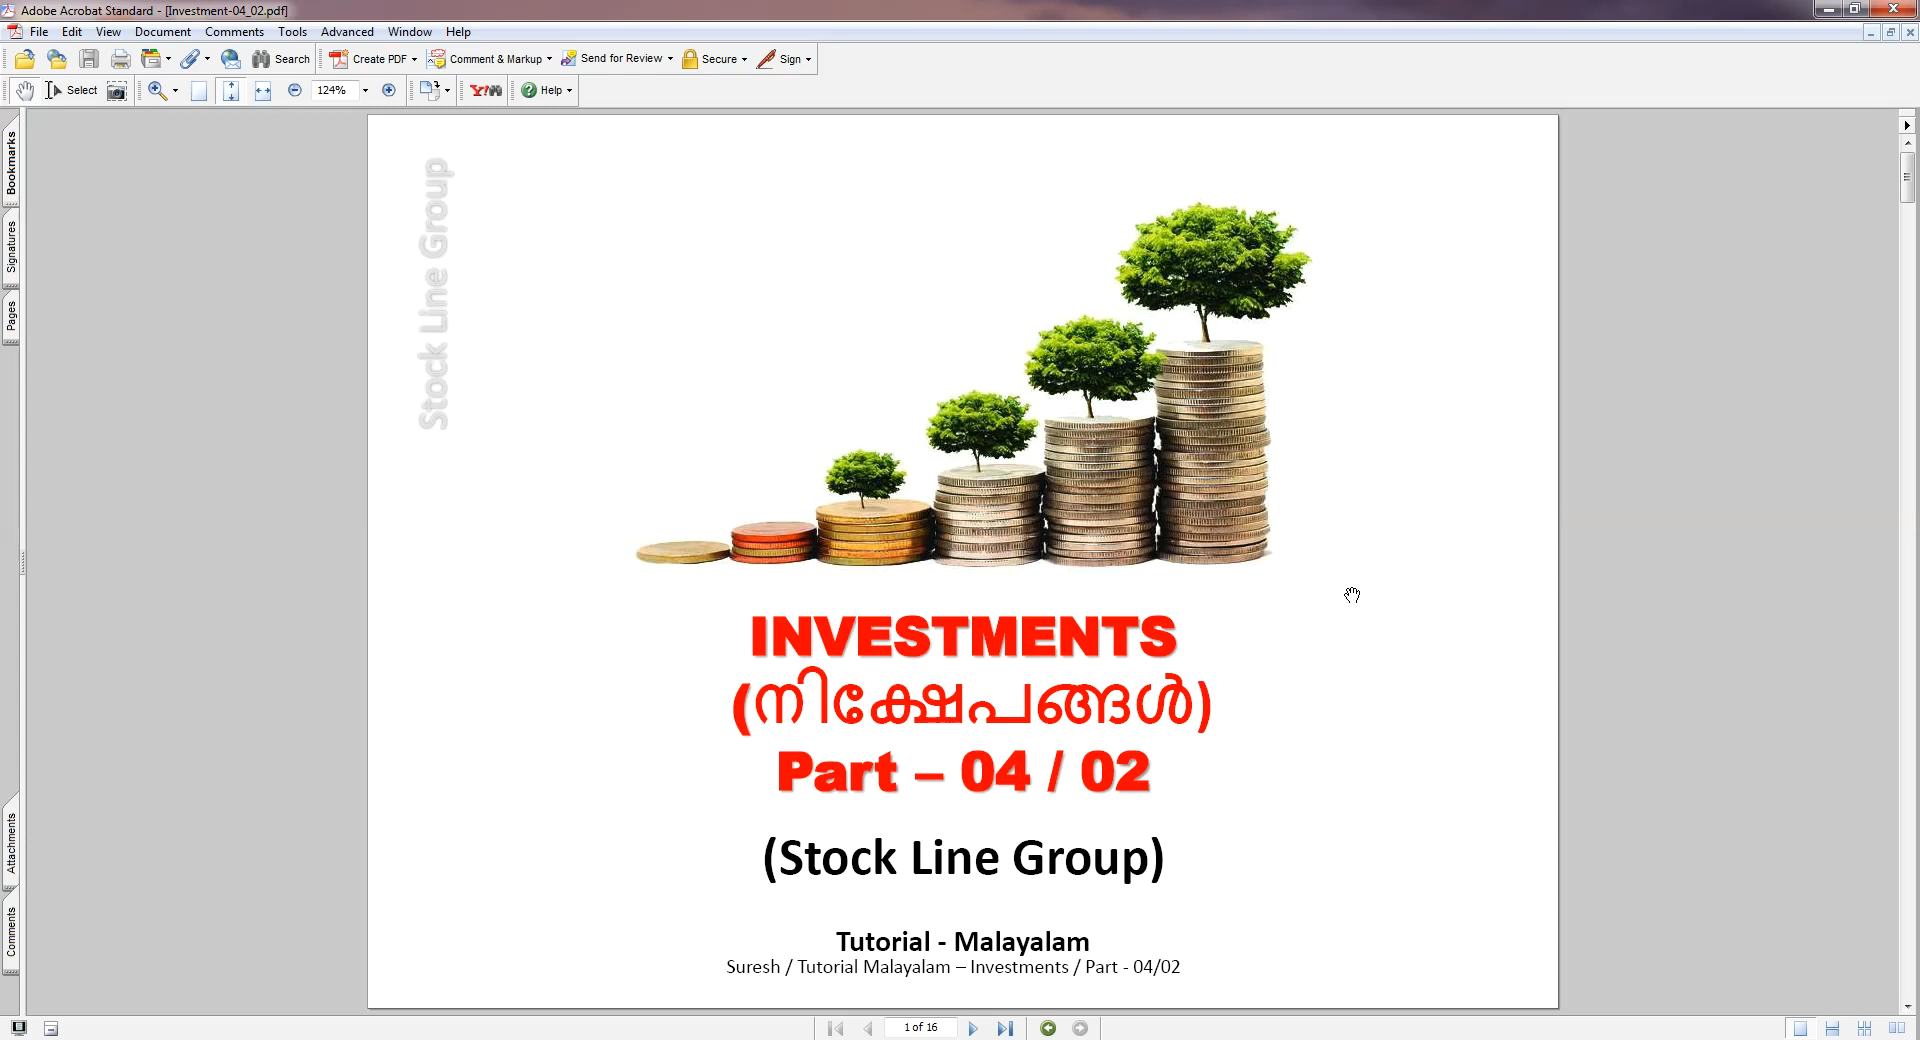 Adobe Acrobat Standard - [Investment-04_02.pdf]
File Edit View Document Comments Tools Advanced Window Help
Search Create PDF Comment & Markup Send for Review Secure Sign
Select 124% Y! Help
Bookmarks
Signatures
Pages
Attachments
Comments
Stock Line Group
INVESTMENTS
(നിക്ഷേപങ്ങൾ)
Part – 04 / 02
(Stock Line Group)
Tutorial - Malayalam
Suresh / Tutorial Malayalam – Investments / Part - 04/02
1 of 16